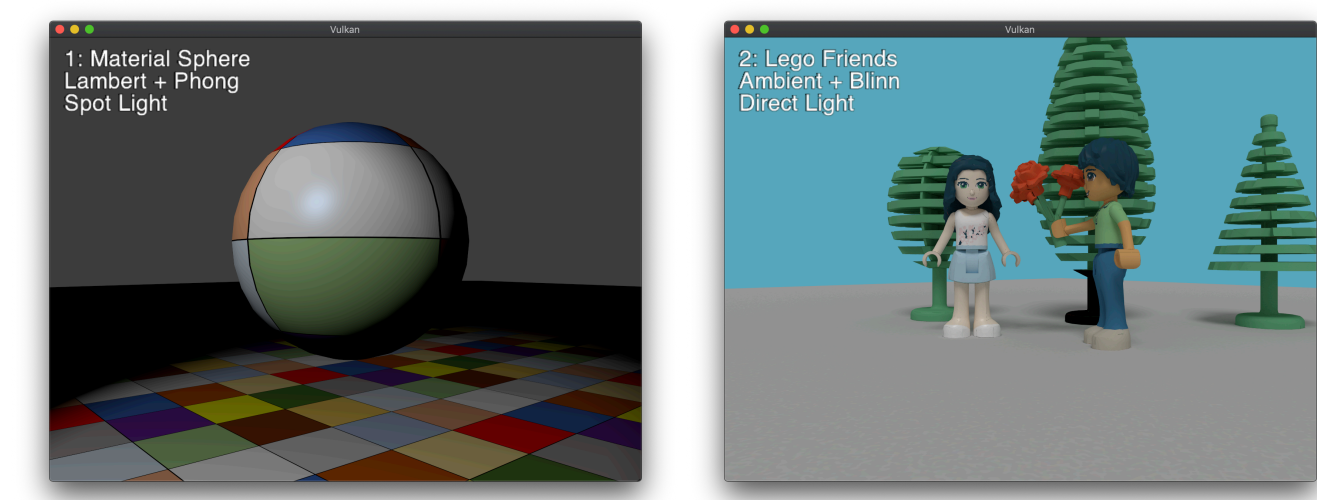 Vulkan
1: Material Sphere
Lambert + Phong
Spot Light
Vulkan
2: Lego Friends
Ambient + Blinn
Direct Light